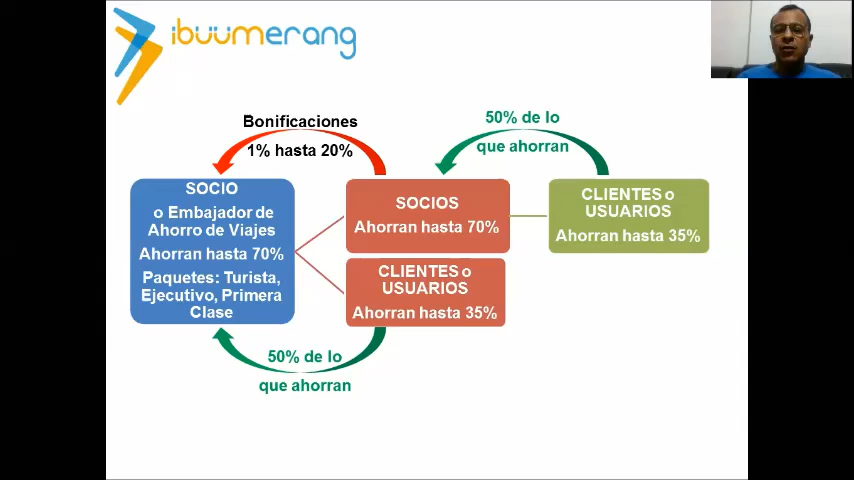 ibuumerang
Bonificaciones
1% hasta 20%
50% de lo
que ahorran
SOCIO
o Embajador de
Ahorro de Viajes
Ahorran hasta 70%
Paquetes: Turista,
Ejecutivo, Primera
Clase
SOCIOS
Ahorran hasta 70%
CLIENTES o
USUARIOS
Ahorran hasta 35%
CLIENTES o
USUARIOS
Ahorran hasta 35%
50% de lo
que ahorran